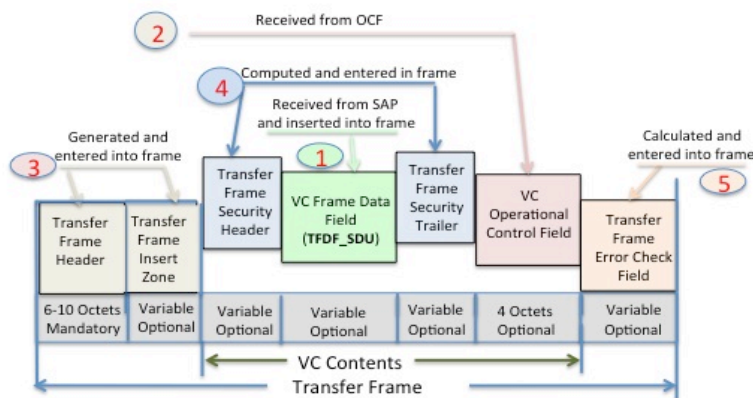 2
Received from OCF
4
Computed and entered in frame
Received from SAP
and inserted into frame
1
Generated and
entered into frame
3
Calculated and
entered into frame
5
Transfer
Frame
Header
Transfer
Frame
Insert
Zone
Transfer
Frame
Security
Header
VC Frame Data
Field
(TFDF_SDU)
Transfer
Frame
Security
Trailer
VC
Operational
Control Field
Transfer
Frame
Error Check
Field
6-10 Octets
Mandatory
Variable
Optional
Variable
Optional
Variable
Optional
Variable
Optional
4 Octets
Optional
Variable
Optional
VC Contents
Transfer Frame